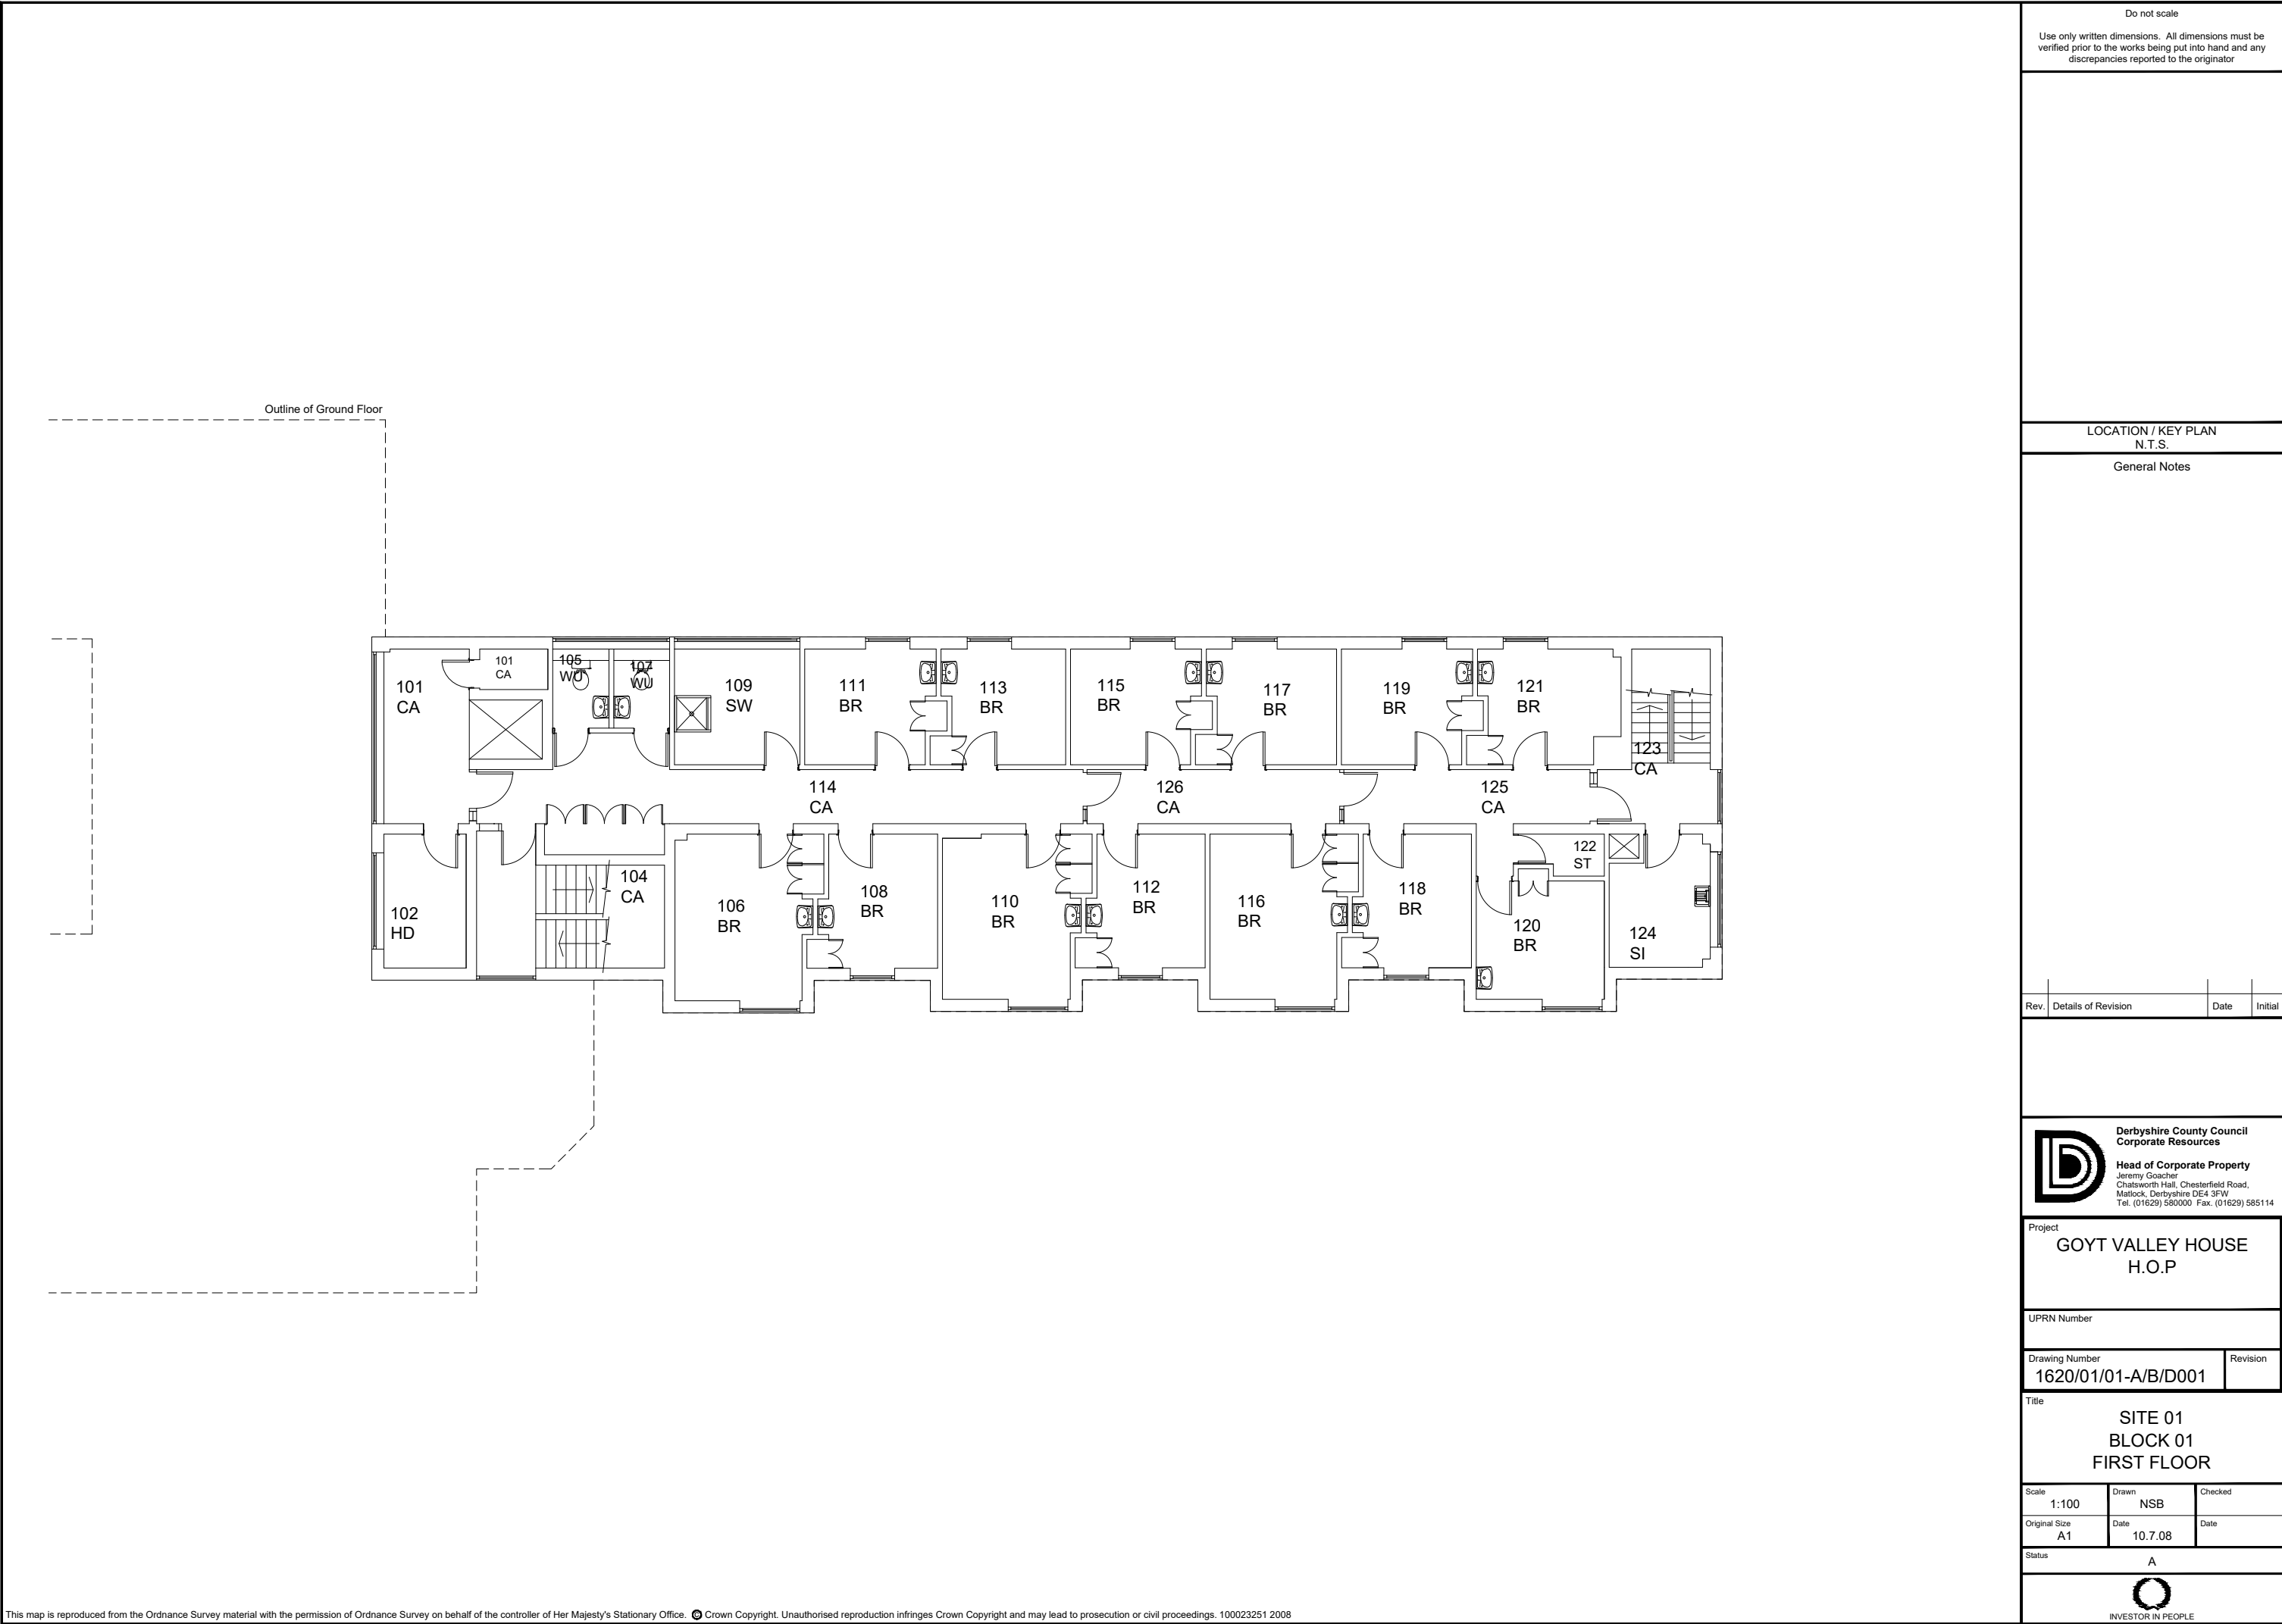 Do not scale
Use only written dimensions. All dimensions must be
verified prior to the works being put into hand and any
discrepancies reported to the originator
LOCATION / KEY PLAN
N.T.S.
General Notes
Outline of Ground Floor
101
CA
101
CA
105
WU
107
WU
109
SW
111
BR
113
BR
115
BR
117
BR
119
BR
121
BR
123
CA
114
CA
126
CA
125
CA
102
HD
104
CA
106
BR
108
BR
110
BR
112
BR
116
BR
118
BR
120
BR
122
ST
124
SI
Rev. Details of Revision Date Initial
Derbyshire County Council
Corporate Resources
Head of Corporate Property
Jeremy Goacher
Chatsworth Hall, Chesterfield Road,
Matlock, Derbyshire DE4 3FW
Tel. (01629) 580000 Fax. (01629) 585114
Project
GOYT VALLEY HOUSE
H.O.P
UPRN Number
Drawing Number Revision
1620/01/01-A/B/D001
Title
SITE 01
BLOCK 01
FIRST FLOOR
Scale Drawn Checked
1:100 NSB
Original Size Date Date
A1 10.7.08
Status
A
INVESTOR IN PEOPLE
This map is reproduced from the Ordnance Survey material with the permission of Ordnance Survey on behalf of the controller of Her Majesty's Stationary Office. © Crown Copyright. Unauthorised reproduction infringes Crown Copyright and may lead to prosecution or civil proceedings. 100023251 2008